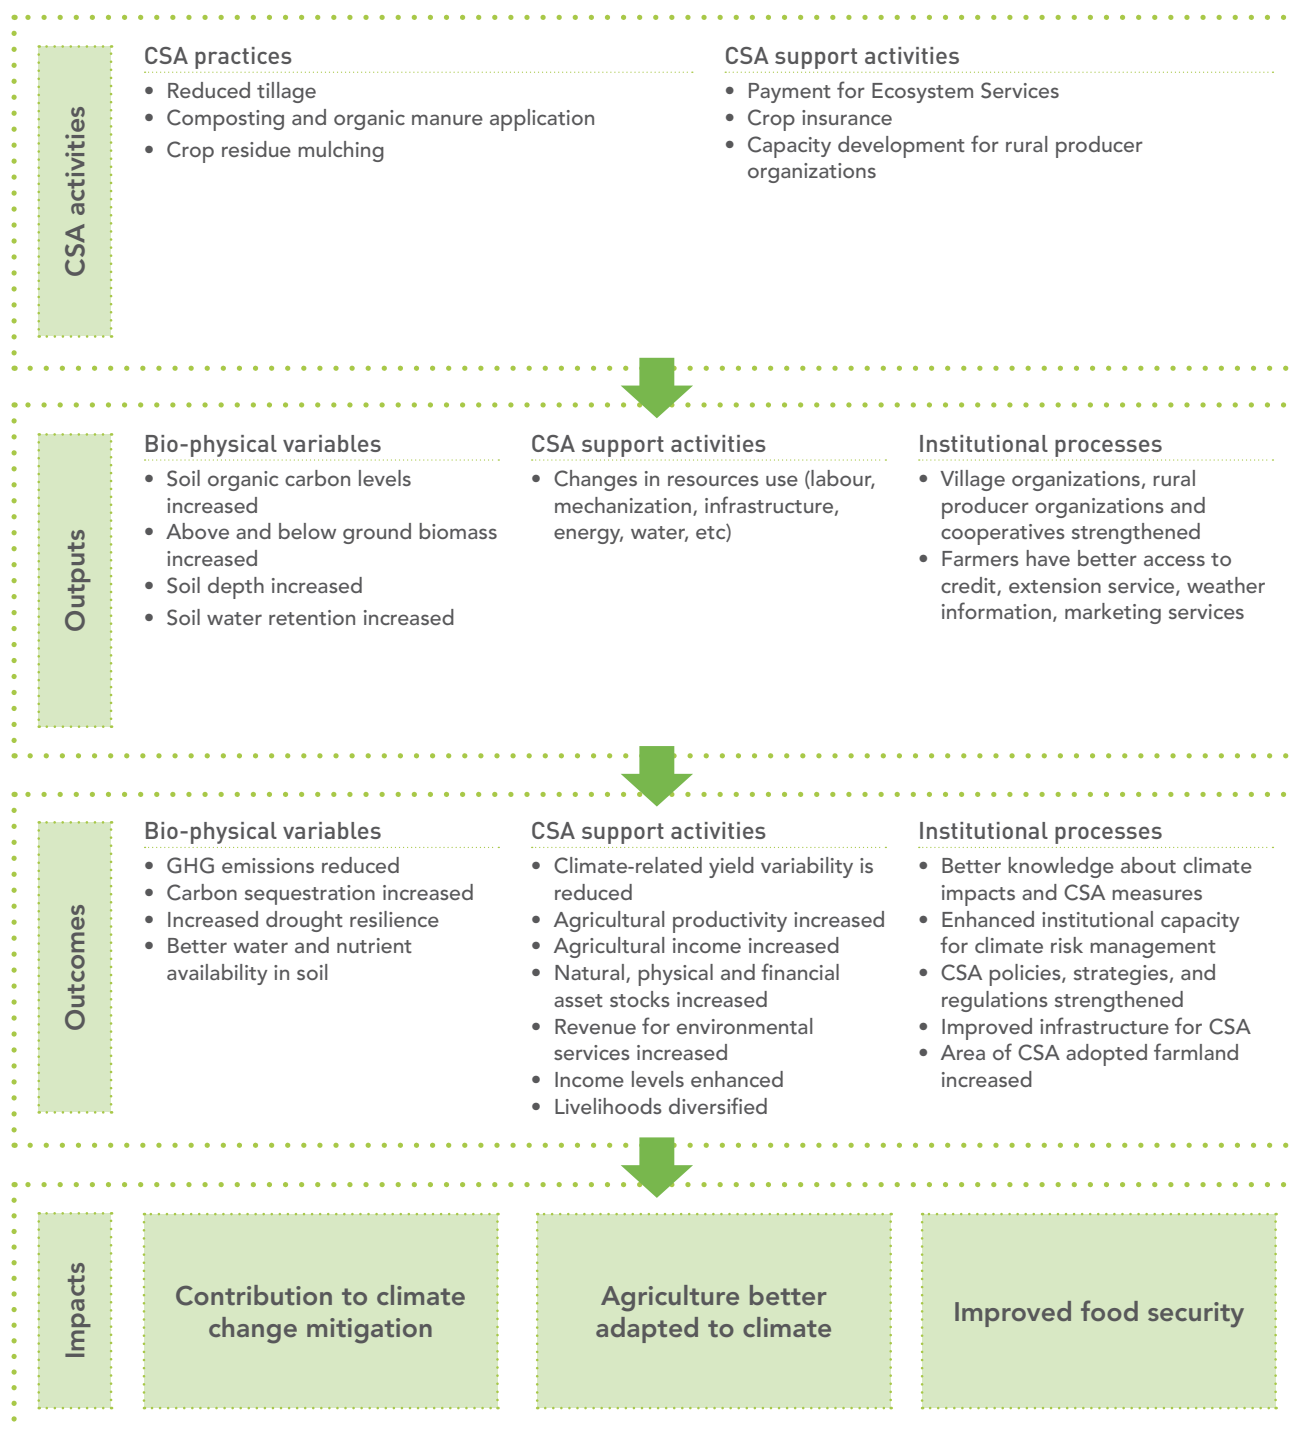 CSA activities
CSA practices
• Reduced tillage
• Composting and organic manure application
• Crop residue mulching
CSA support activities
• Payment for Ecosystem Services
• Crop insurance
• Capacity development for rural producer
organizations
Outputs
Bio-physical variables
• Soil organic carbon levels
increased
• Above and below ground biomass
increased
• Soil depth increased
• Soil water retention increased
CSA support activities
• Changes in resources use (labour,
mechanization, infrastructure,
energy, water, etc)
Institutional processes
• Village organizations, rural
producer organizations and
cooperatives strengthened
• Farmers have better access to
credit, extension service, weather
information, marketing services
Outcomes
Bio-physical variables
• GHG emissions reduced
• Carbon sequestration increased
• Increased drought resilience
• Better water and nutrient
availability in soil
CSA support activities
• Climate-related yield variability is
reduced
• Agricultural productivity increased
• Agricultural income increased
• Natural, physical and financial
asset stocks increased
• Revenue for environmental
services increased
• Income levels enhanced
• Livelihoods diversified
Institutional processes
• Better knowledge about climate
impacts and CSA measures
• Enhanced institutional capacity
for climate risk management
• CSA policies, strategies, and
regulations strengthened
• Improved infrastructure for CSA
• Area of CSA adopted farmland
increased
Impacts
Contribution to climate
change mitigation
Agriculture better
adapted to climate
Improved food security